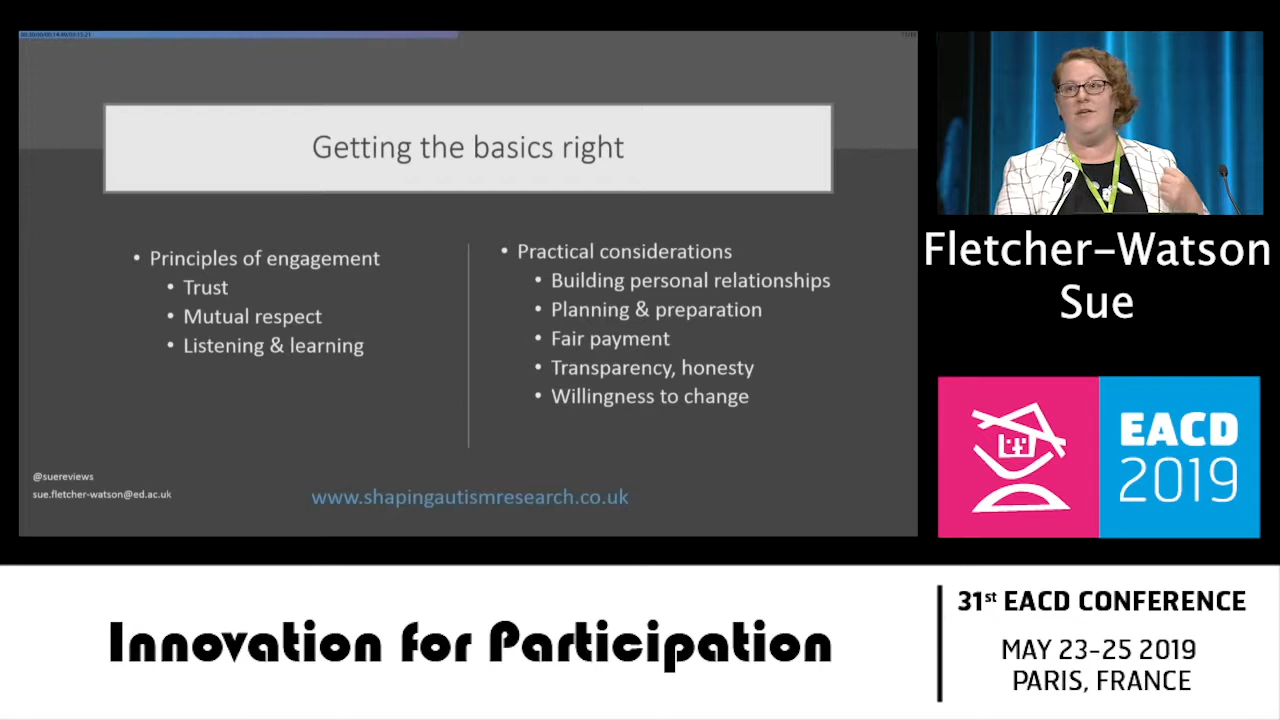 Getting the basics right
• Principles of engagement
• Trust
• Mutual respect
• Listening & learning
• Practical considerations
• Building personal relationships
• Planning & preparation
• Fair payment
• Transparency, honesty
• Willingness to change
@suereviews
sue.fletcher-watson@ed.ac.uk
www.shapingautismresearch.co.uk
Fletcher-Watson
Sue
EACD
2019
Innovation for Participation
31st EACD CONFERENCE
MAY 23-25 2019
PARIS, FRANCE